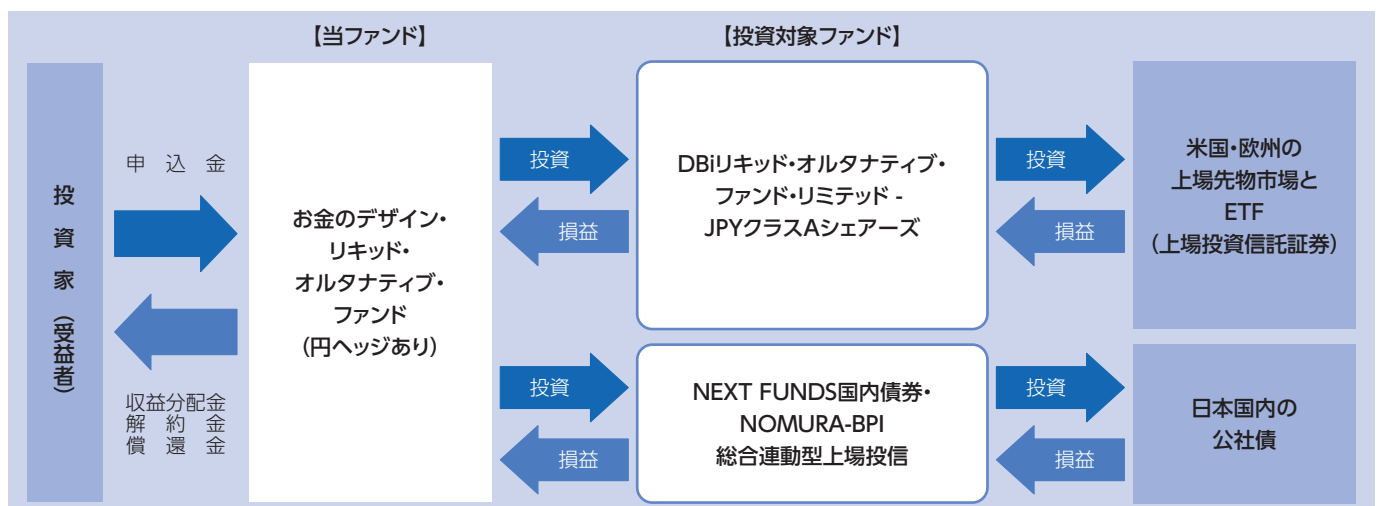 【当ファンド】
【投資対象ファンド】
投資家(受益者)
申込金
収益分配金
解約金
償還金
お金のデザイン・
リキッド・
オルタナティブ・
ファンド
(円ヘッジあり)
投資
損益
DBiリキッド・オルタナティブ・
ファンド・リミテッド -
JPYクラスAシェアーズ
投資
損益
米国・欧州の
上場先物市場と
ETF
(上場投資信託証券)
投資
損益
NEXT FUNDS国内債券・
NOMURA-BPI
総合連動型上場投信
投資
損益
日本国内の
公社債